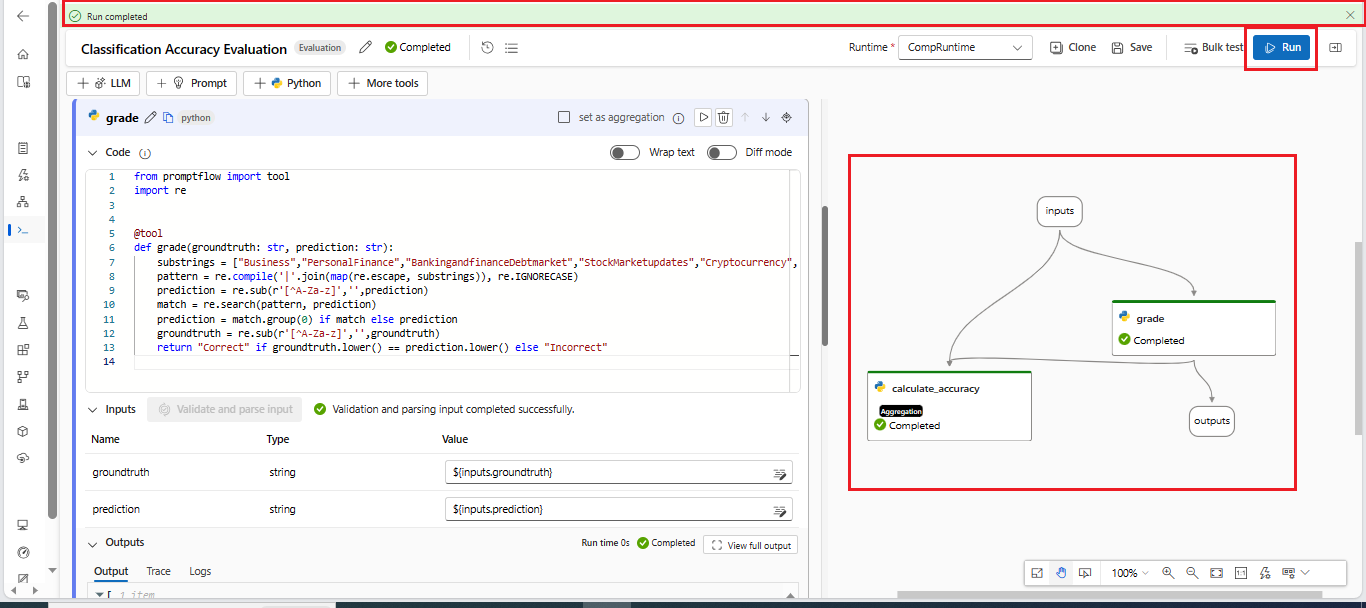 Run completed
Classification Accuracy Evaluation Evaluation Completed Runtime * CompRuntime Clone Save Bulk test Run
+ LLM + Prompt + Python + More tools
grade python set as aggregation
Code Wrap text Diff mode
1 from promptflow import tool
2 import re
3
4
5 @tool
6 def grade(groundtruth: str, prediction: str):
7 substrings = ["Business","PersonalFinance","BankingandfinanceDebtmarket","StockMarketupdates","Cryptocurrency",
8 pattern = re.compile('|'.join(map(re.escape, substrings)), re.IGNORECASE)
9 prediction = re.sub(r'[^A-Za-z]','',prediction)
10 match = re.search(pattern, prediction)
11 prediction = match.group(0) if match else prediction
12 groundtruth = re.sub(r'[^A-Za-z]','',groundtruth)
13 return "Correct" if groundtruth.lower() == prediction.lower() else "Incorrect"
14
Inputs Validate and parse input Validation and parsing input completed successfully.
Name Type Value
groundtruth string ${inputs.groundtruth}
prediction string ${inputs.prediction}
Outputs Run time 0s Completed View full output
Output Trace Logs
[ 1 item
inputs
grade
Completed
calculate_accuracy
Aggregation
Completed
outputs
100% 1:1